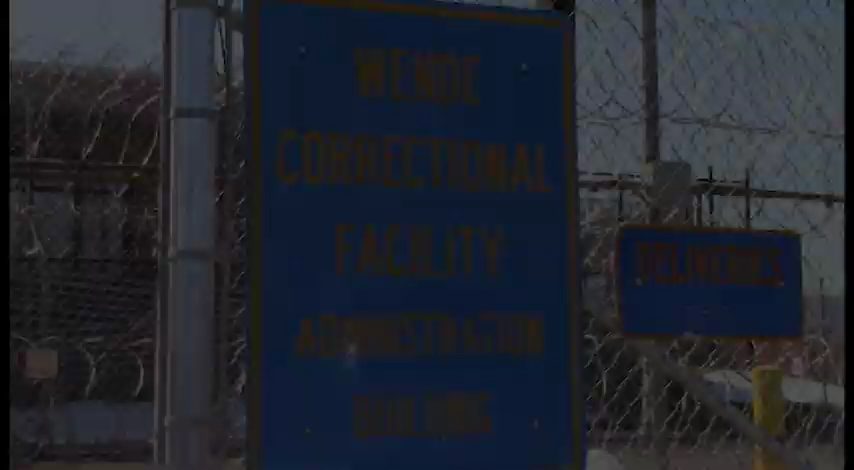 WENDE
CORRECTIONAL
FACILITY
ADMINISTRATION
BUILDING
DELIVERIES